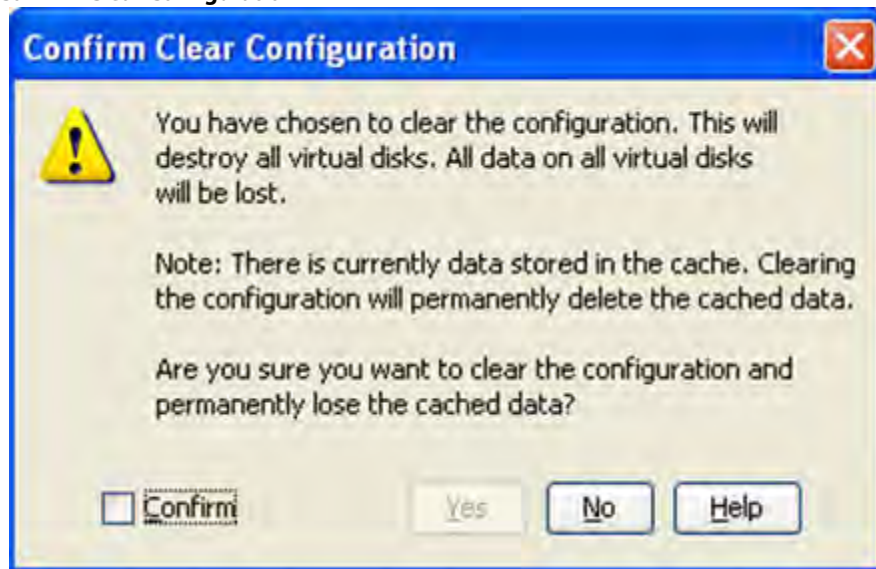 Confirm Clear Configuration
You have chosen to clear the configuration. This will
destroy all virtual disks. All data on all virtual disks
will be lost.
Note: There is currently data stored in the cache. Clearing
the configuration will permanently delete the cached data.
Are you sure you want to clear the configuration and
permanently lose the cached data?
Confirm Yes No Help